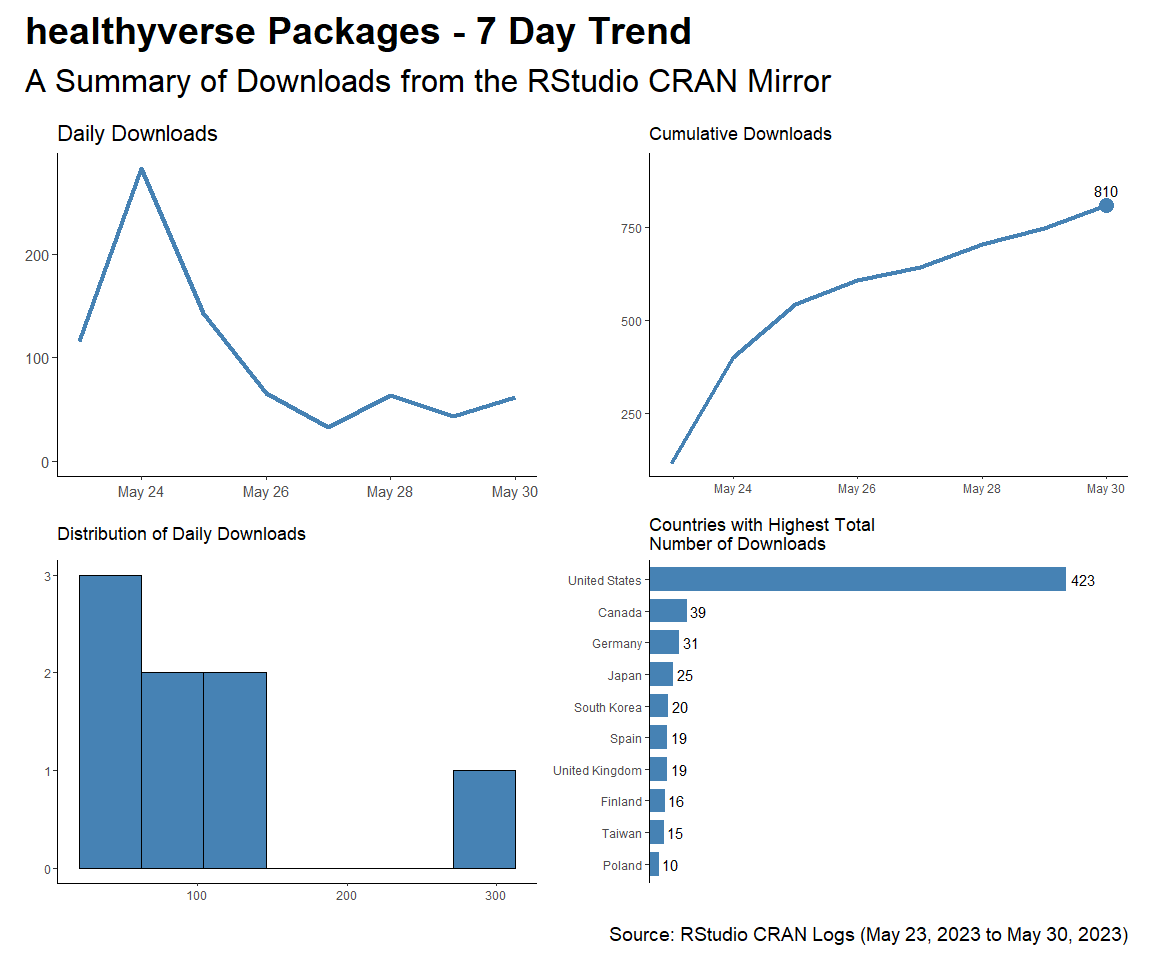 healthyverse Packages - 7 Day Trend
A Summary of Downloads from the RStudio CRAN Mirror
Daily Downloads
200
100
0
May 24
May 26
May 28
May 30
Cumulative Downloads
810
750
500
250
May 24
May 26
May 28
May 30
Distribution of Daily Downloads
3
2
1
0
100
200
300
Countries with Highest Total
Number of Downloads
United States 423
Canada 39
Germany 31
Japan 25
South Korea 20
Spain 19
United Kingdom 19
Finland 16
Taiwan 15
Poland 10
Source: RStudio CRAN Logs (May 23, 2023 to May 30, 2023)